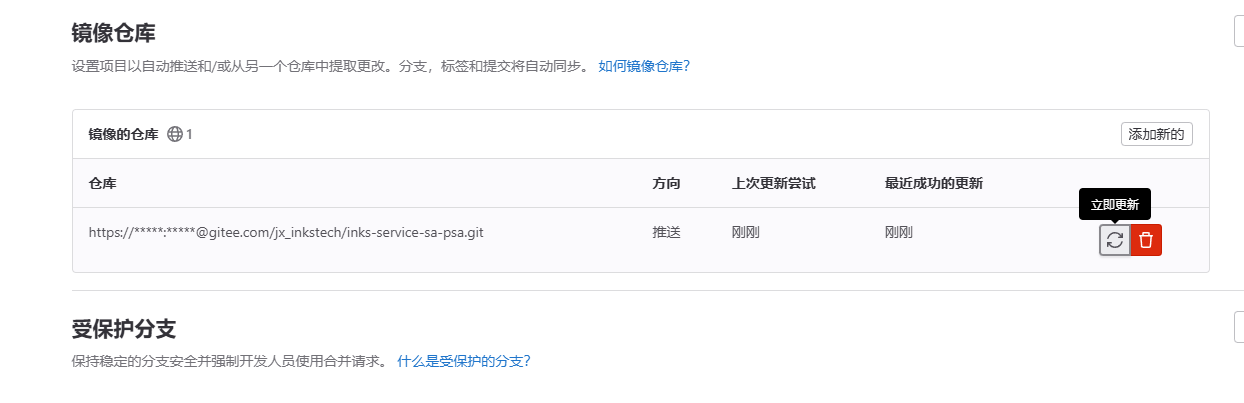 镜像仓库
设置项目以自动推送和/或从另一个仓库中提取更改。分支，标签和提交将自动同步。 如何镜像仓库?
镜像的仓库 1 添加新的
仓库 方向 上次更新尝试 最近成功的更新
立即更新
https://*****:*****@gitee.com/jx_inkstech/inks-service-sa-psa.git 推送 刚刚 刚刚
受保护分支
保持稳定的分支安全并强制开发人员使用合并请求。 什么是受保护的分支?